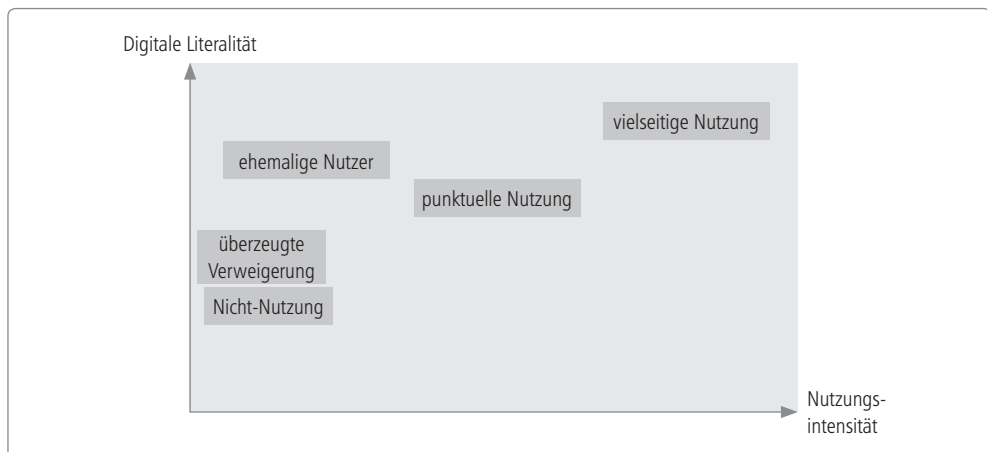 Digitale Literalität
vielseitige Nutzung
ehemalige Nutzer
punktuelle Nutzung
überzeugte
Verweigerung
Nicht-Nutzung
Nutzungs-
intensität